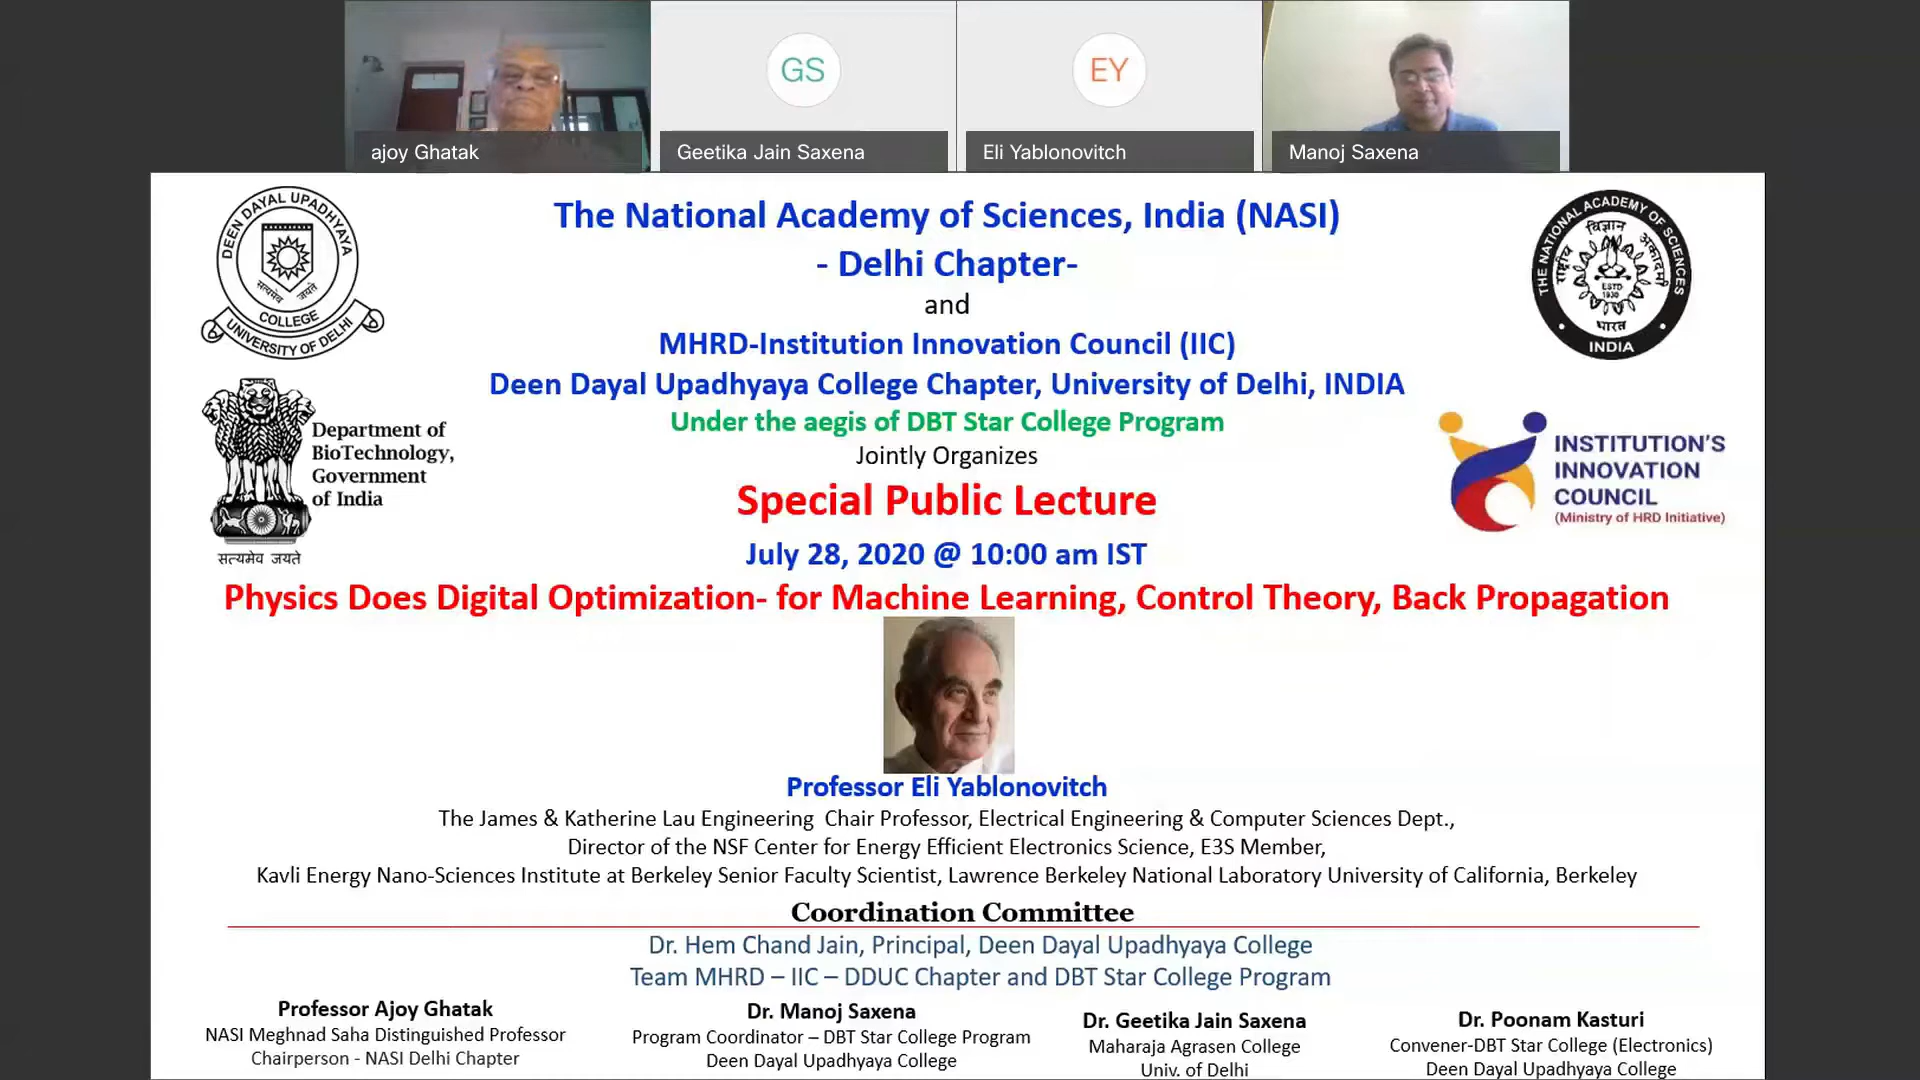 ajoy Ghatak
GS
Geetika Jain Saxena
EY
Eli Yablonovitch
Manoj Saxena
DEEN DAYAL UPADHYAYA
सत्यमेव जयते
COLLEGE
UNIVERSITY OF DELHI
The National Academy of Sciences, India (NASI)
- Delhi Chapter-
and
MHRD-Institution Innovation Council (IIC)
Deen Dayal Upadhyaya College Chapter, University of Delhi, INDIA
Under the aegis of DBT Star College Program
Jointly Organizes
Special Public Lecture
July 28, 2020 @ 10:00 am IST
Physics Does Digital Optimization- for Machine Learning, Control Theory, Back Propagation
THE NATIONAL ACADEMY OF SCIENCES
राष्ट्रीय विज्ञान अकादमी
ESTD
1930
भारत
INDIA
Department of
BioTechnology,
Government
of India
सत्यमेव जयते
INSTITUTION'S
INNOVATION
COUNCIL
(Ministry of HRD Initiative)
Professor Eli Yablonovitch
The James & Katherine Lau Engineering Chair Professor, Electrical Engineering & Computer Sciences Dept.,
Director of the NSF Center for Energy Efficient Electronics Science, E3S Member,
Kavli Energy Nano-Sciences Institute at Berkeley Senior Faculty Scientist, Lawrence Berkeley National Laboratory University of California, Berkeley
Coordination Committee
Dr. Hem Chand Jain, Principal, Deen Dayal Upadhyaya College
Team MHRD – IIC – DDUC Chapter and DBT Star College Program
Professor Ajoy Ghatak
NASI Meghnad Saha Distinguished Professor
Chairperson - NASI Delhi Chapter
Dr. Manoj Saxena
Program Coordinator – DBT Star College Program
Deen Dayal Upadhyaya College
Dr. Geetika Jain Saxena
Maharaja Agrasen College
Univ. of Delhi
Dr. Poonam Kasturi
Convener-DBT Star College (Electronics)
Deen Dayal Upadhyaya College